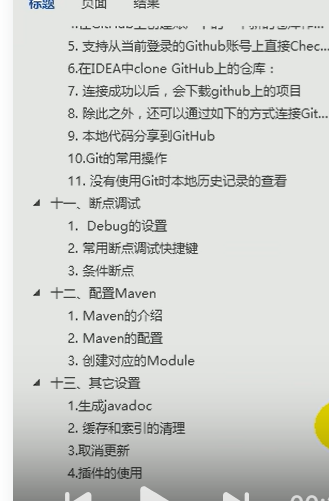 标题 页面 结果
5. 支持从当前登录的Github账号上直接Chec...
6.在IDEA中clone GitHub上的仓库：
7. 连接成功以后，会下载github上的项目
8. 除此之外，还可以通过如下的方式连接Git...
9. 本地代码分享到GitHub
10.Git的常用操作
11. 没有使用Git时本地历史记录的查看
十一、断点调试
1. Debug的设置
2. 常用断点调试快捷键
3. 条件断点
十二、配置Maven
1. Maven的介绍
2. Maven的配置
3. 创建对应的Module
十三、其它设置
1.生成javadoc
2. 缓存和索引的清理
3.取消更新
4.插件的使用